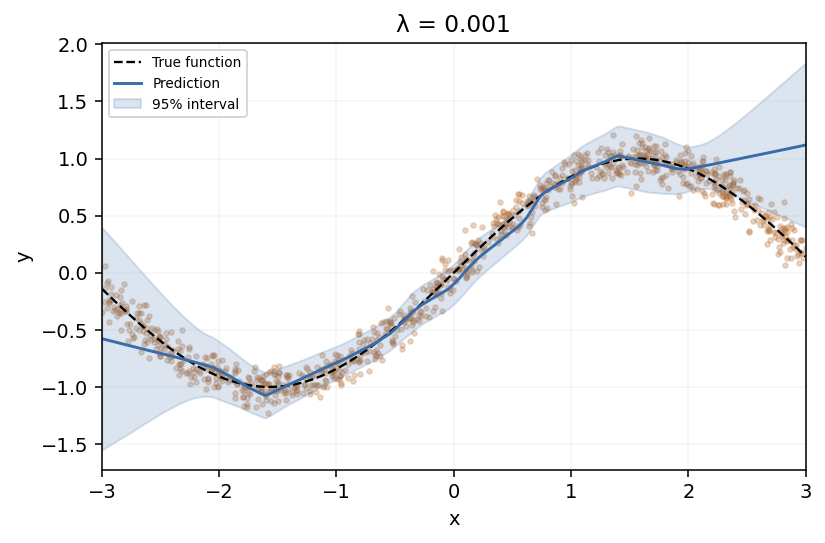 λ = 0.001
True function
Prediction
95% interval
2.0
1.5
1.0
0.5
0.0
−0.5
−1.0
−1.5
y
−3 −2 −1 0 1 2 3
x